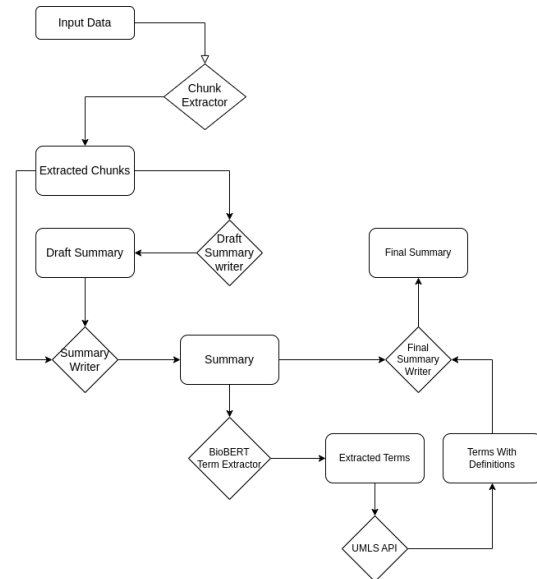 Input Data
Chunk
Extractor
Extracted Chunks
Draft
Summary
writer
Draft Summary
Final Summary
Summary
Writer
Summary
Final
Summary
Writer
BioBERT
Term Extractor
Extracted Terms
Terms With
Definitions
UMLS API